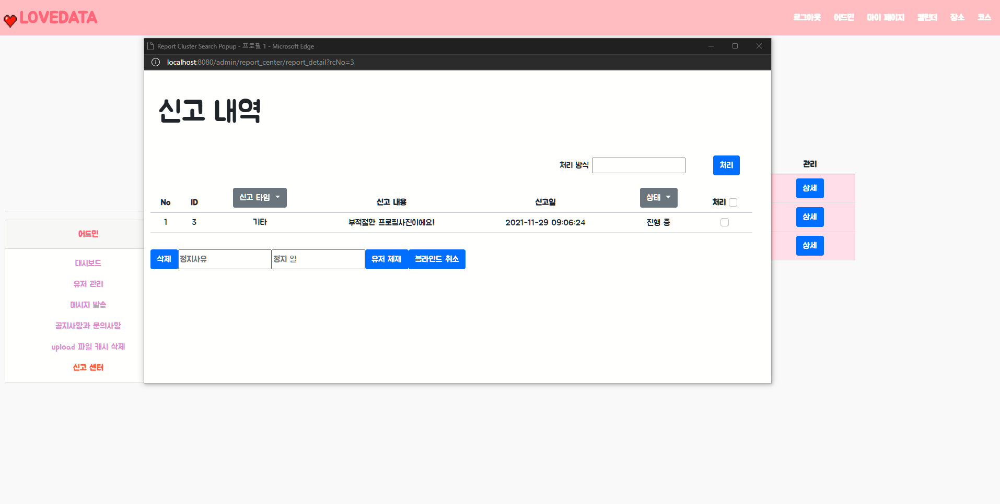 LOVEDATA
로그아웃 어드민 마이 페이지 캘린더 장소 코스
Report Cluster Search Popup - 프로필 1 - Microsoft Edge
localhost:8080/admin/report_center/report_detail?rcNo=3
신고 내역
처리 방식 처리
관리
No ID 신고 타입 신고 내용 신고일 상태 처리
1 3 기타 부적절한 프로필사진이에요! 2021-11-29 09:06:24 진행 중
상세
상세
상세
삭제 정지사유 정지 일 유저 제재 블라인드 취소
어드민
대시보드
유저 관리
메시지 발송
공지사항과 문의사항
upload 파일 캐시 삭제
신고 센터